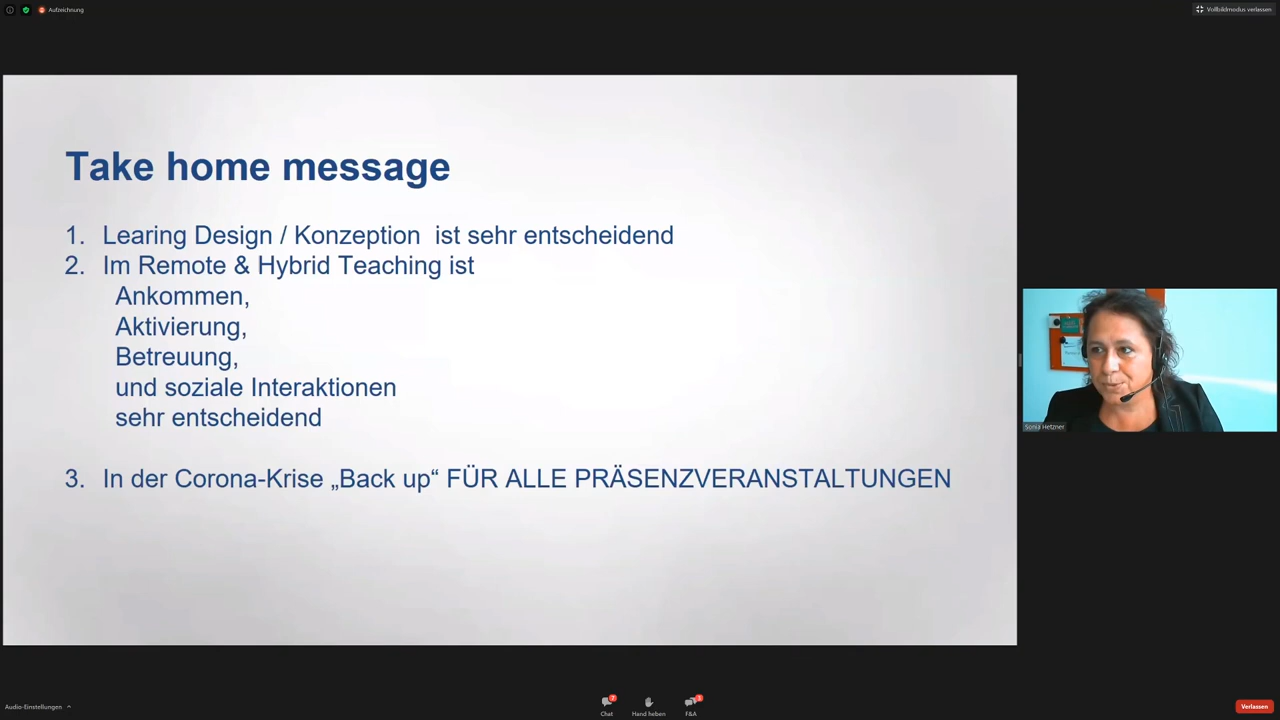 Aufzeichnung
Vollbildmodus verlassen
Take home message
1. Learing Design / Konzeption ist sehr entscheidend
2. Im Remote & Hybrid Teaching ist
Ankommen,
Aktivierung,
Betreuung,
und soziale Interaktionen
sehr entscheidend
3. In der Corona-Krise „Back up“ FÜR ALLE PRÄSENZVERANSTALTUNGEN
Sonia Hetzner
Audio-Einstellungen
Chat
Hand heben
F&A
Verlassen